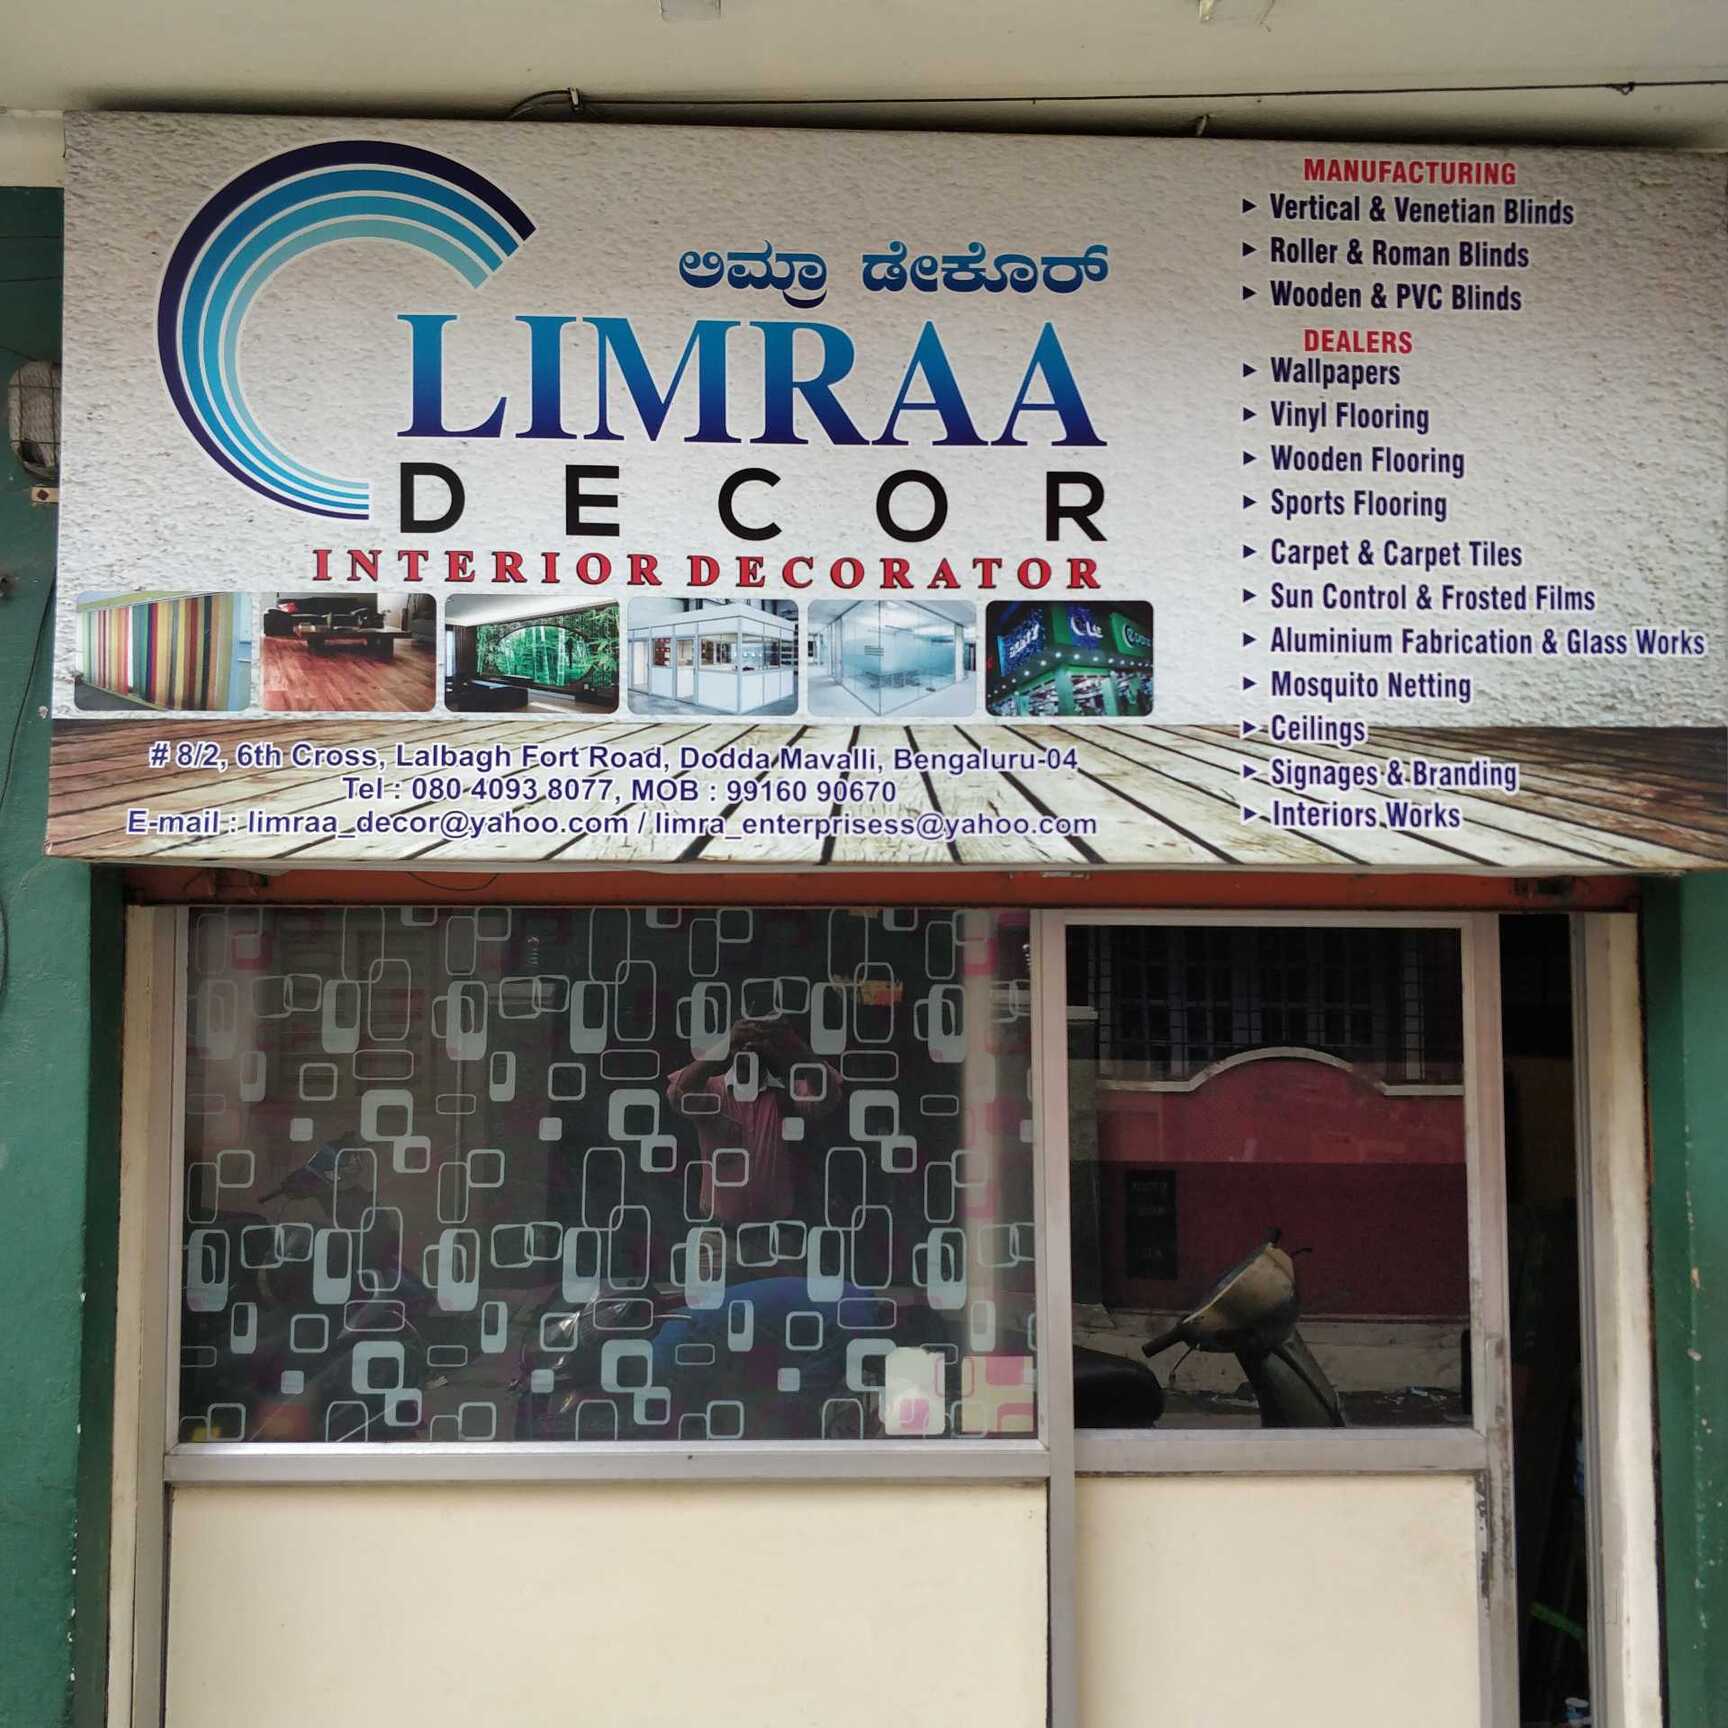 ಲಿಮ್ರಾ ಡೇಕೊರ್
LIMRAA
DECOR
INTERIOR DECORATOR
# 8/2, 6th Cross, Lalbagh Fort Road, Dodda Mavalli, Bengaluru-04
Tel : 080 4093 8077, MOB : 99160 90670
E-mail : limraa_decor@yahoo.com / limra_enterprisess@yahoo.com
MANUFACTURING
► Vertical & Venetian Blinds
► Roller & Roman Blinds
► Wooden & PVC Blinds
DEALERS
► Wallpapers
► Vinyl Flooring
► Wooden Flooring
► Sports Flooring
► Carpet & Carpet Tiles
► Sun Control & Frosted Films
► Aluminium Fabrication & Glass Works
► Mosquito Netting
► Ceilings
► Signages & Branding
► Interiors Works